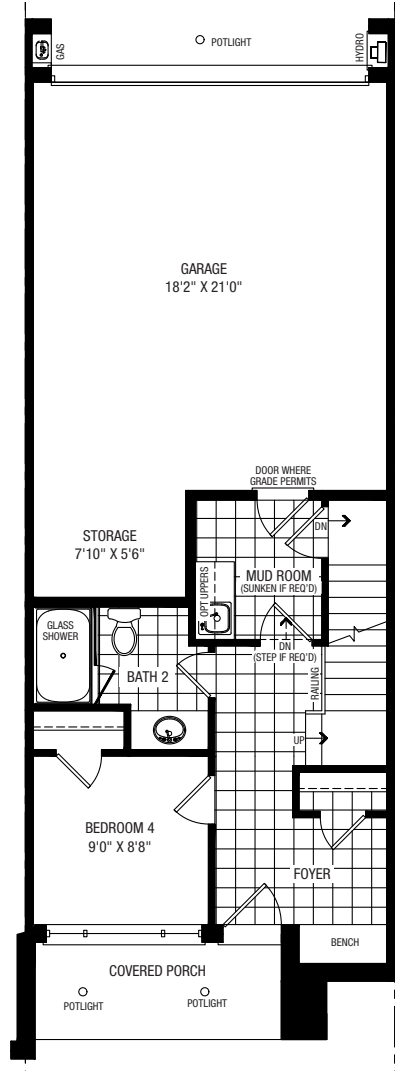 GAS
POTLIGHT
HYDRO
GARAGE
18'2" X 21'0"
DOOR WHERE
GRADE PERMITS
STORAGE
7'10" X 5'6"
DN
OPT UPPERS
MUD ROOM
(SUNKEN IF REQ'D)
GLASS
SHOWER
DN
(STEP IF REQ'D)
BATH 2
RAILING
UP
BEDROOM 4
9'0" X 8'8"
FOYER
BENCH
COVERED PORCH
POTLIGHT
POTLIGHT